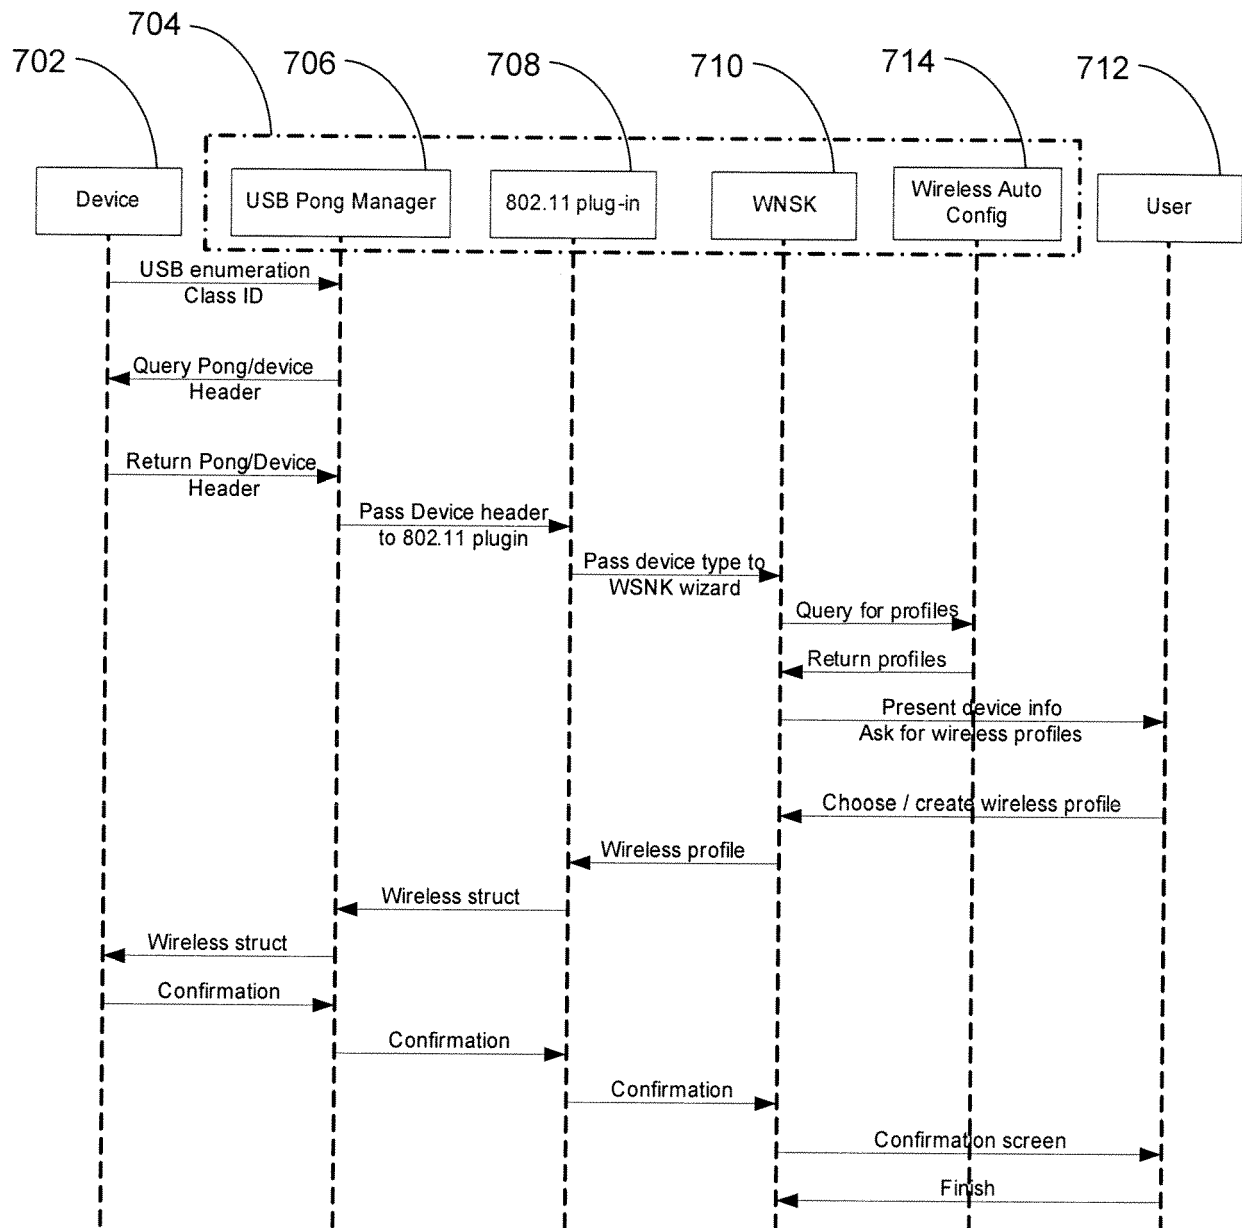 704
702
706
708
710
714
712
Device
USB Pong Manager
802.11 plug-in
WNSK
Wireless Auto
Config
User
USB enumeration
Class ID
Query Pong/device
Header
Return Pong/Device
Header
Pass Device header
to 802.11 plugin
Pass device type to
WSNK wizard
Query for profiles
Return profiles
Present device info
Ask for wireless profiles
Choose / create wireless profile
Wireless profile
Wireless struct
Wireless struct
Confirmation
Confirmation
Confirmation
Confirmation screen
Finish